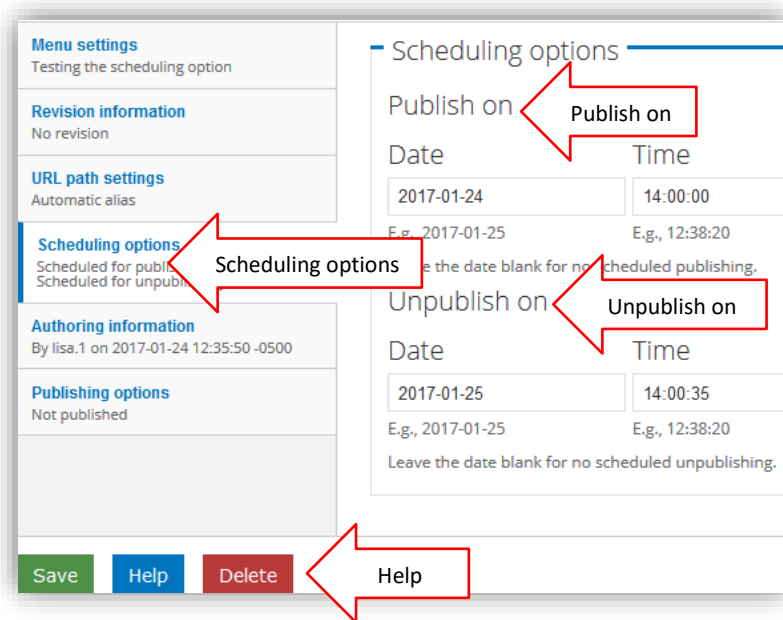 Menu settings
Testing the scheduling option
Revision information
No revision
URL path settings
Automatic alias
Scheduling options
Scheduled for publis
Scheduled for unpubli
Authoring information
By lisa.1 on 2017-01-24 12:35:50 -0500
Publishing options
Not published
Scheduling options
Scheduling options
Publish on
Publish on
Date Time
2017-01-24 14:00:00
E.g., 2017-01-25 E.g., 12:38:20
the date blank for no scheduled publishing.
Unpublish on
Unpublish on
Date Time
2017-01-25 14:00:35
E.g., 2017-01-25 E.g., 12:38:20
Leave the date blank for no scheduled unpublishing.
Save Help Delete
Help